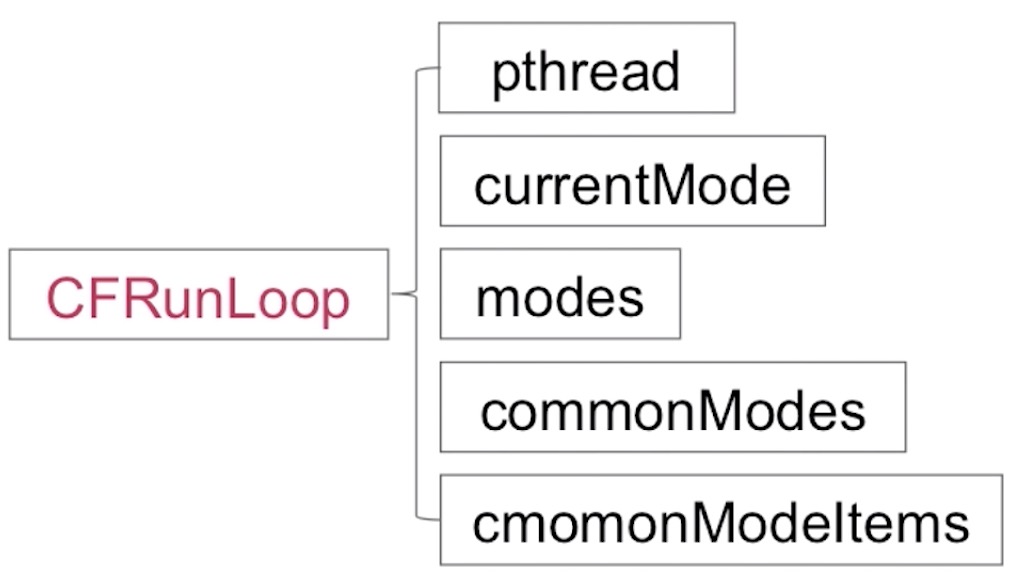 pthread
currentMode
CFRunLoop
modes
commonModes
cmomonModeItems